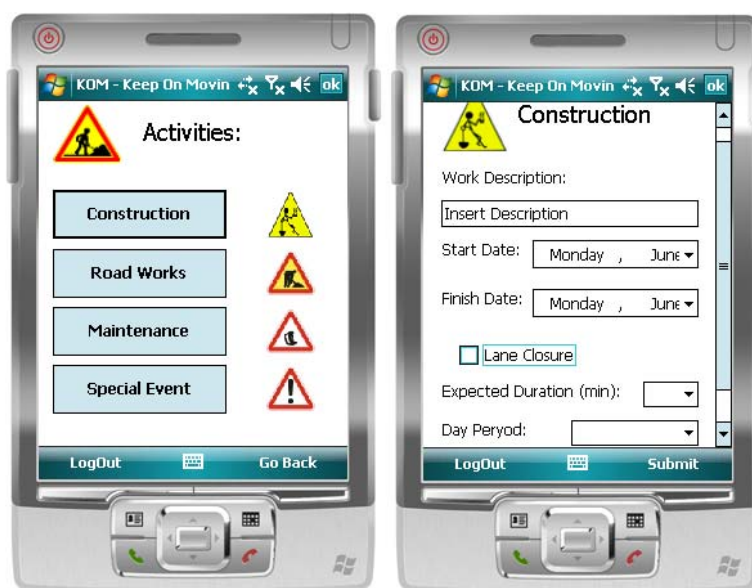 KOM - Keep On Movin
ok
Activities:
Construction
Road Works
Maintenance
Special Event
LogOut
Go Back
KOM - Keep On Movin
ok
Construction
Work Description:
Insert Description
Start Date:
Monday , June
Finish Date:
Monday , June
Lane Closure
Expected Duration (min):
Day Peryod:
LogOut
Submit